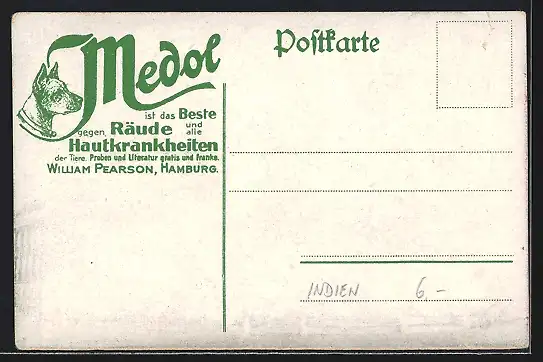 Medol
ist das Beste
gegen Räude und alle
Hautkrankheiten
der Tiere. Proben und Literatur gratis und franko.
WILLIAM PEARSON, HAMBURG.
Postkarte
INDIEN 6-